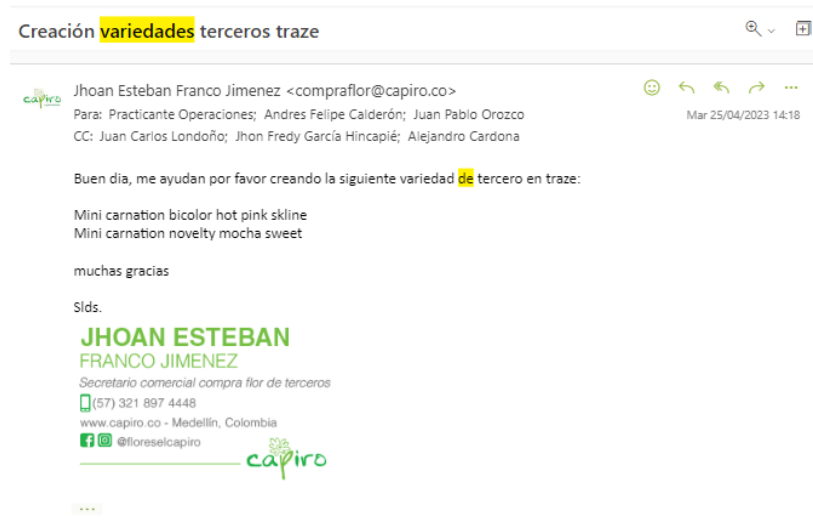 Creación variedades terceros traze
capiro
Jhoan Esteban Franco Jimenez <compraflor@capiro.co>
Para: Practicante Operaciones; Andres Felipe Calderón; Juan Pablo Orozco
Mar 25/04/2023 14:18
CC: Juan Carlos Londoño; Jhon Fredy García Hincapié; Alejandro Cardona
Buen dia, me ayudan por favor creando la siguiente variedad de tercero en traze:
Mini carnation bicolor hot pink skline
Mini carnation novelty mocha sweet
muchas gracias
Slds.
JHOAN ESTEBAN
FRANCO JIMENEZ
Secretario comercial compra flor de terceros
(57) 321 897 4448
www.capiro.co - Medellín, Colombia
@floreselcapiro
capiro